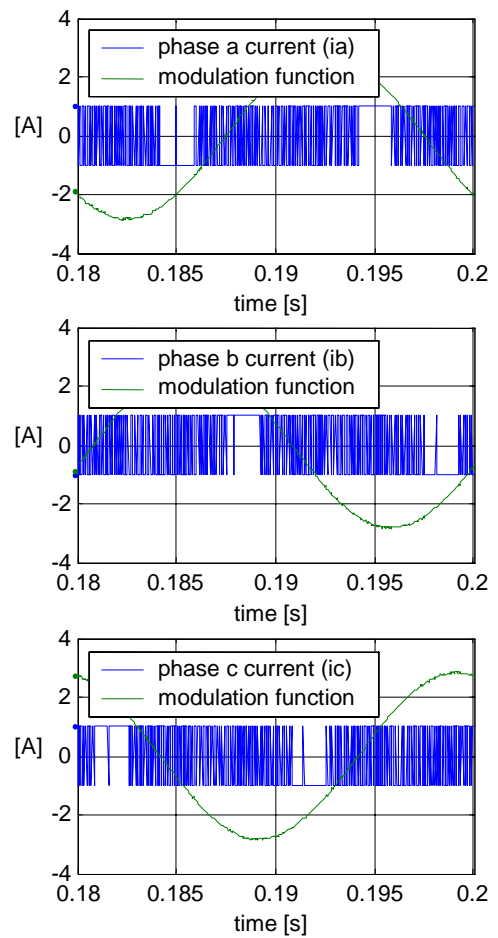 4
phase a current (ia)
modulation function
2
[A]
0
-2
-4
0.18
0.185
0.19
0.195
0.2
time [s]
4
phase b current (ib)
modulation function
2
[A]
0
-2
-4
0.18
0.185
0.19
0.195
0.2
time [s]
4
phase c current (ic)
modulation function
2
[A]
0
-2
-4
0.18
0.185
0.19
0.195
0.2
time [s]